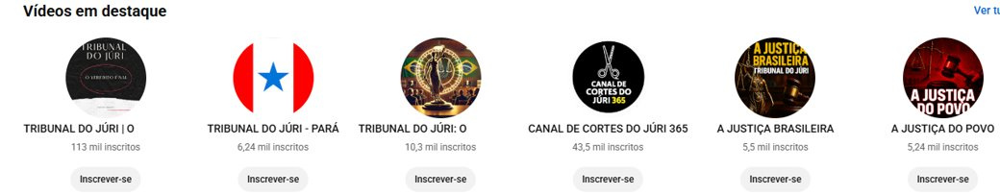 Vídeos em destaque
Ver tu
TRIBUNAL
DO JÚRI
O VEREDITO FINAL
CANAL DE
CORTES DO
JÚRI 365
A JUSTIÇA
BRASILEIRA
TRIBUNAL DO JÚRI
A JUSTIÇA
DO POVO
TRIBUNAL DO JÚRI | O
TRIBUNAL DO JÚRI - PARÁ
TRIBUNAL DO JÚRI: O
CANAL DE CORTES DO JÚRI 365
A JUSTIÇA BRASILEIRA
A JUSTIÇA DO POVO
113 mil inscritos
6,24 mil inscritos
10,3 mil inscritos
43,5 mil inscritos
5,5 mil inscritos
5,24 mil inscritos
Inscrever-se
Inscrever-se
Inscrever-se
Inscrever-se
Inscrever-se
Inscrever-se